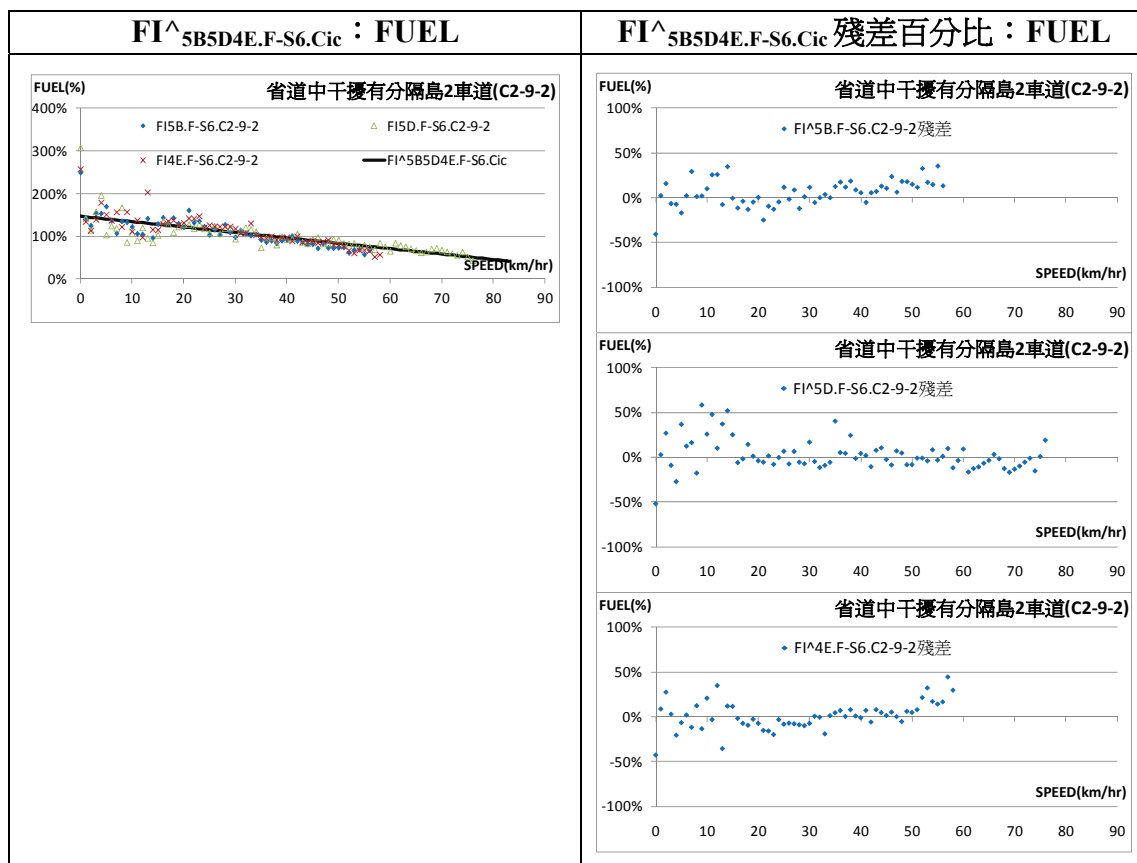 FI^5B5D4E.F-S6.Cic：FUEL
FI^5B5D4E.F-S6.Cic 殘差百分比：FUEL
FUEL(%)
省道中干擾有分隔島2車道(C2-9-2)
400%
300%
200%
100%
0%
FI5B.F-S6.C2-9-2
FI5D.F-S6.C2-9-2
FI4E.F-S6.C2-9-2
FI^5B5D4E.F-S6.Cic
SPEED(km/hr)
0 10 20 30 40 50 60 70 80 90
FUEL(%)
省道中干擾有分隔島2車道(C2-9-2)
100%
50%
0%
-50%
-100%
FI^5B.F-S6.C2-9-2殘差
SPEED(km/hr)
0 10 20 30 40 50 60 70 80 90
FUEL(%)
省道中干擾有分隔島2車道(C2-9-2)
100%
50%
0%
-50%
-100%
FI^5D.F-S6.C2-9-2殘差
SPEED(km/hr)
0 10 20 30 40 50 60 70 80 90
FUEL(%)
省道中干擾有分隔島2車道(C2-9-2)
100%
50%
0%
-50%
-100%
FI^4E.F-S6.C2-9-2殘差
SPEED(km/hr)
0 10 20 30 40 50 60 70 80 90